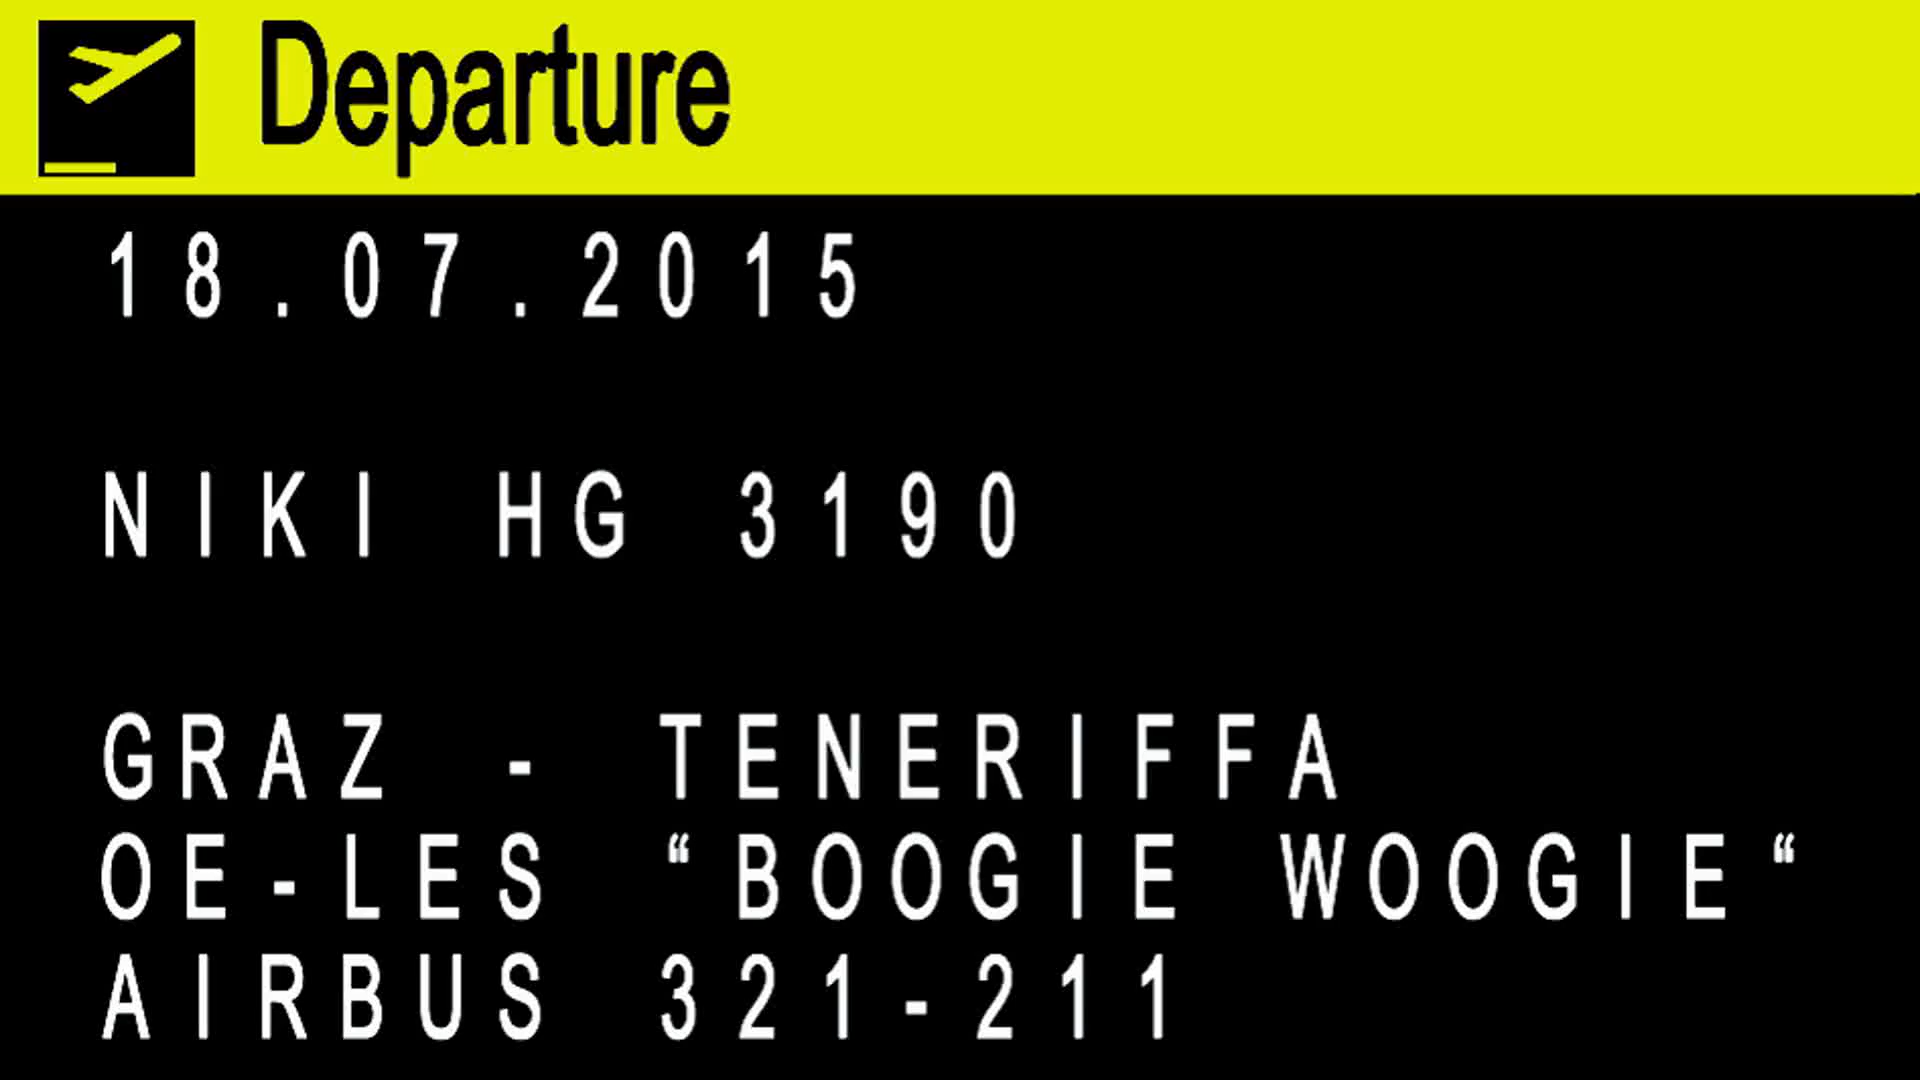 Departure
18.07.2015
NIKI HG 3190
GRAZ - TENERIFFA
OE-LES “BOOGIE WOOGIE“
AIRBUS 321-211